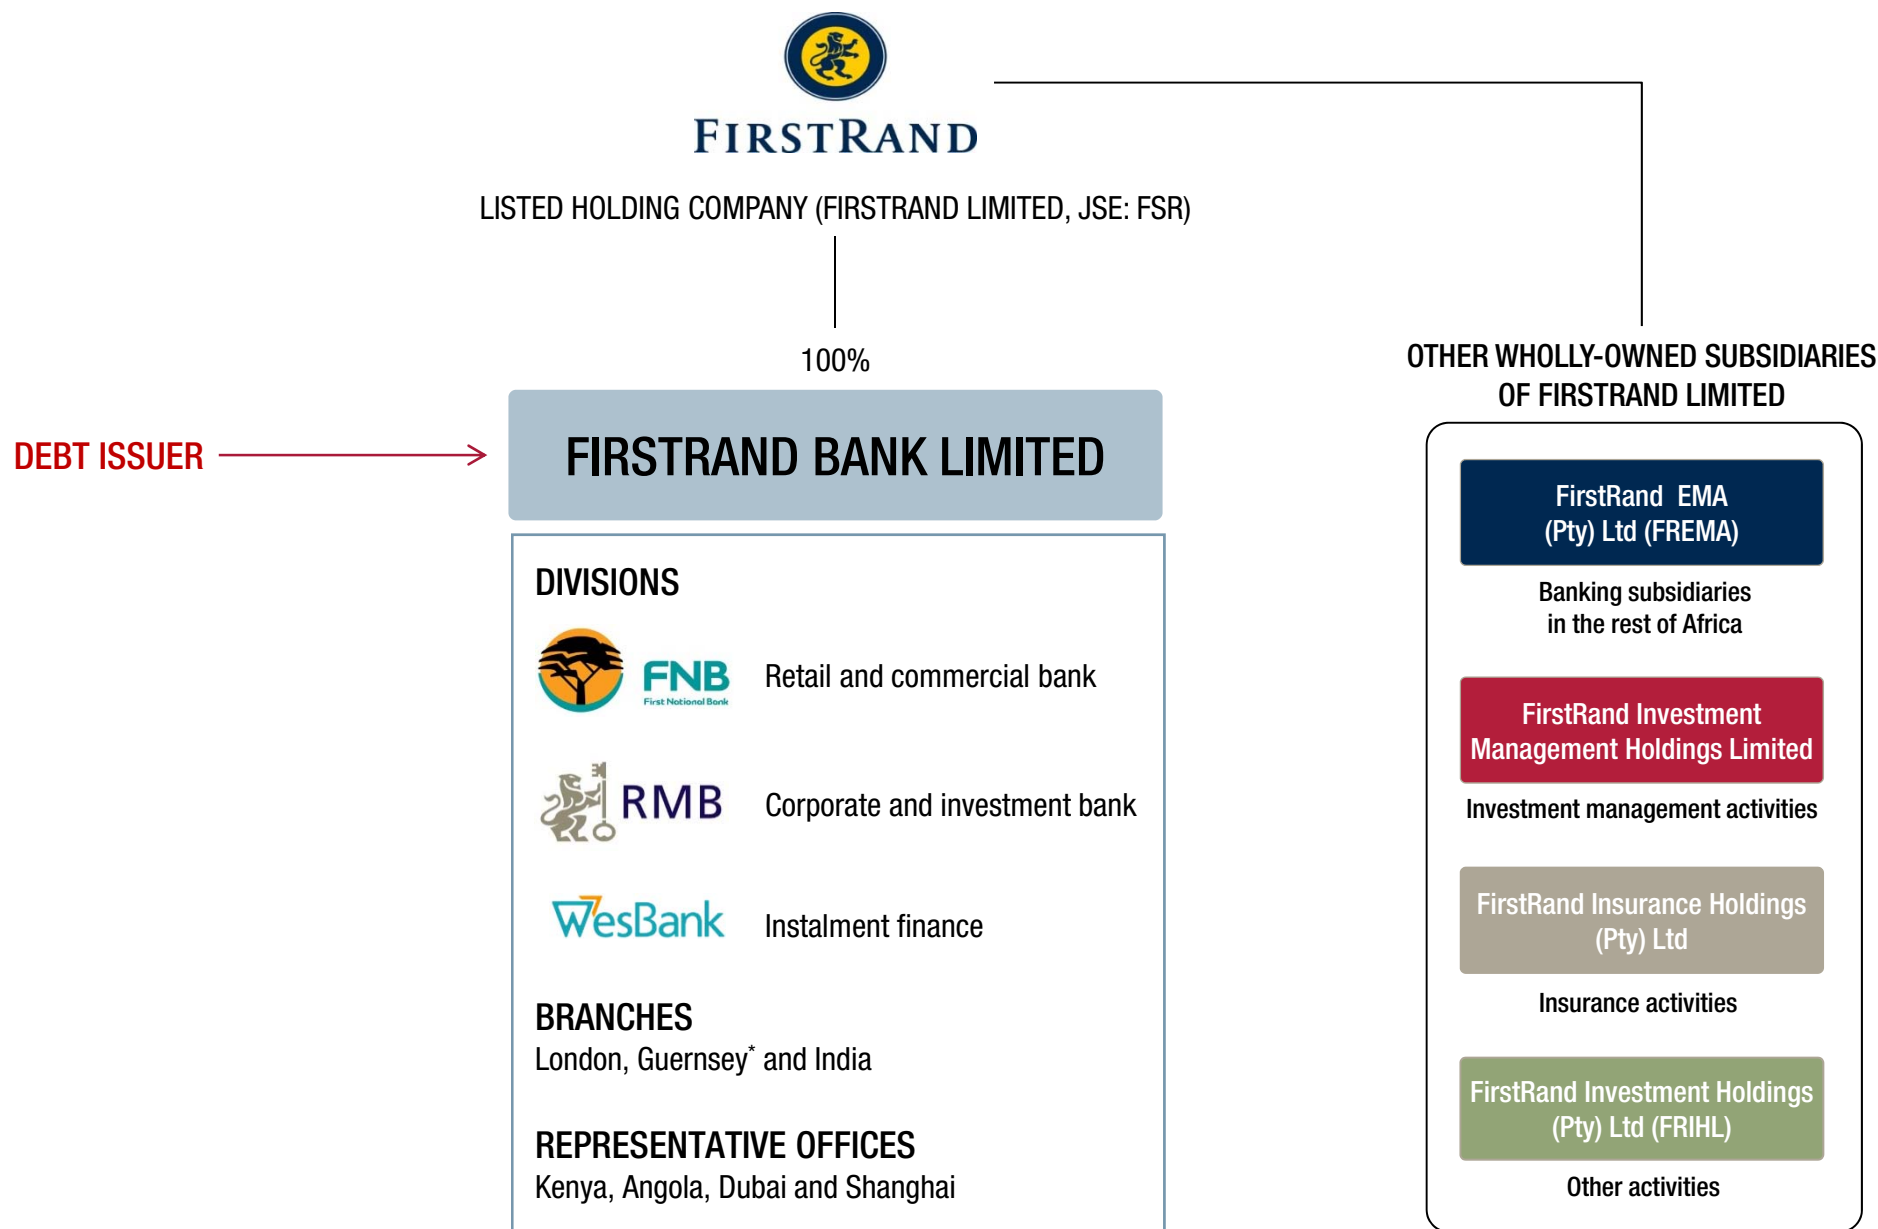 FIRSTRAND
LISTED HOLDING COMPANY (FIRSTRAND LIMITED, JSE: FSR)
100%
DEBT ISSUER
FIRSTRAND BANK LIMITED
DIVISIONS
FNB
First National Bank
Retail and commercial bank
RMB
Corporate and investment bank
WesBank
Instalment finance
BRANCHES
London, Guernsey* and India
REPRESENTATIVE OFFICES
Kenya, Angola, Dubai and Shanghai
OTHER WHOLLY-OWNED SUBSIDIARIES
OF FIRSTRAND LIMITED
FirstRand EMA
(Pty) Ltd (FREMA)
Banking subsidiaries
in the rest of Africa
FirstRand Investment
Management Holdings Limited
Investment management activities
FirstRand Insurance Holdings
(Pty) Ltd
Insurance activities
FirstRand Investment Holdings
(Pty) Ltd (FRIHL)
Other activities